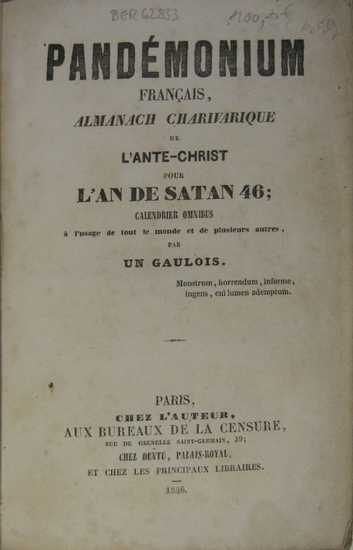 BER 62853
1100,-
PANDÉMONIUM
FRANÇAIS,
ALMANACH CHARIVARIQUE
DE
L'ANTE-CHRIST
POUR
L'AN DE SATAN 46;
CALENDRIER OMNIBUS
à l'usage de tout le monde et de plusieurs autres,
PAR
UN GAULOIS.
Monstrum, horrendum, informe,
ingens, cui lumen ademptum.
PARIS,
CHEZ L'AUTEUR,
AUX BUREAUX DE LA CENSURE,
RUE DE GRENELLE SAINT-GERMAIN, 39;
CHEZ DENTU, PALAIS-ROYAL,
ET CHEZ LES PRINCIPAUX LIBRAIRES.
1846.